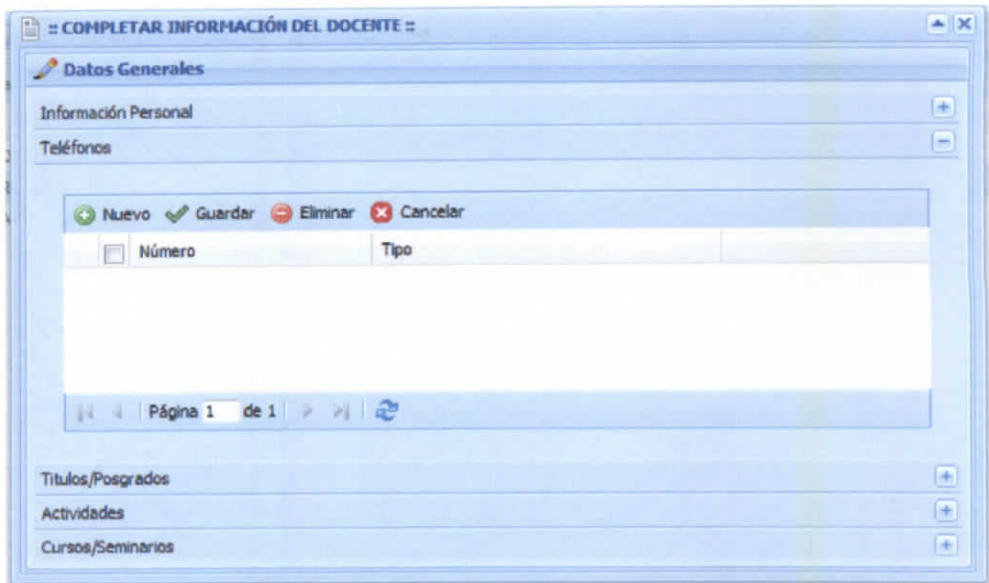 :: COMPLETAR INFORMACIÓN DEL DOCENTE ::
Datos Generales
Información Personal
Teléfonos
Nuevo Guardar Eliminar Cancelar
Número Tipo
Página 1 de 1
Titulos/Posgrados
Actividades
Cursos/Seminarios